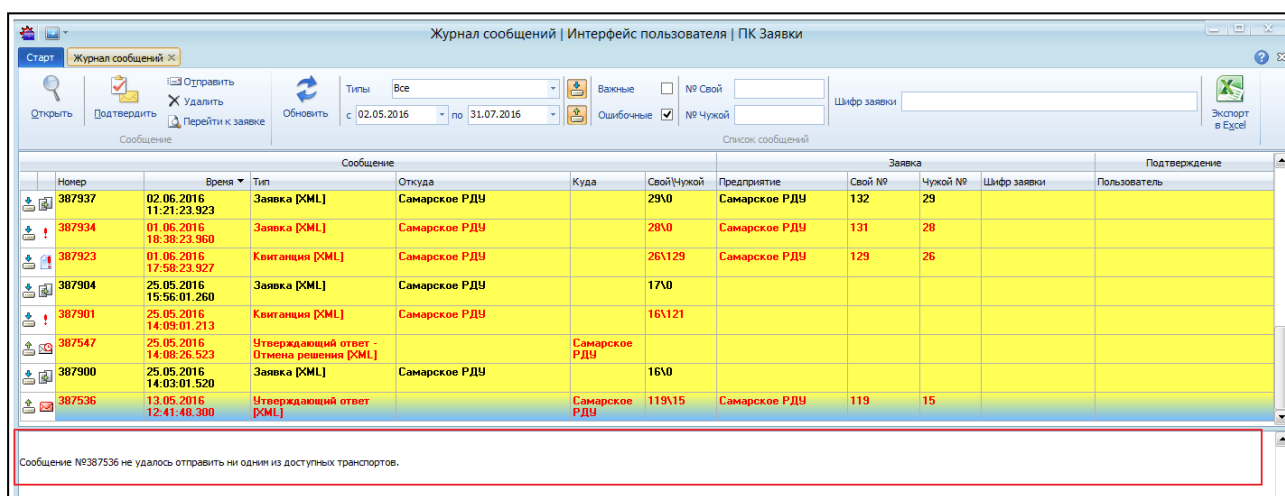 Журнал сообщений | Интерфейс пользователя | ПК Заявки
Старт Журнал сообщений
Открыть Подтвердить Отправить Удалить Перейти к заявке Обновить
Типы Все Важные № Свой Шифр заявки
с 02.05.2016 по 31.07.2016 Ошибочные № Чужой Экспорт в Excel
Сообщение Список сообщений
Сообщение Заявка Подтверждение
Номер Время Тип Откуда Куда Свой\Чужой Предприятие Свой № Чужой № Шифр заявки Пользователь
387937 02.06.2016 11:21:23.923 Заявка [XML] Самарское РДУ 29\0 Самарское РДУ 132 29
387934 01.06.2016 18:38:23.960 Заявка [XML] Самарское РДУ 28\0 Самарское РДУ 131 28
387923 01.06.2016 17:58:23.927 Квитанция [XML] Самарское РДУ 26\129 Самарское РДУ 129 26
387904 25.05.2016 15:56:01.260 Заявка [XML] Самарское РДУ 17\0
387901 25.05.2016 14:09:01.213 Квитанция [XML] Самарское РДУ 16\121
387547 25.05.2016 14:08:26.523 Утверждающий ответ - Отмена решения [XML] Самарское РДУ
387900 25.05.2016 14:03:01.520 Заявка [XML] Самарское РДУ 16\0
387536 13.05.2016 12:41:48.300 Утверждающий ответ [XML] Самарское РДУ 119\15 Самарское РДУ 119 15
Сообщение №387536 не удалось отправить ни одним из доступных транспортов.